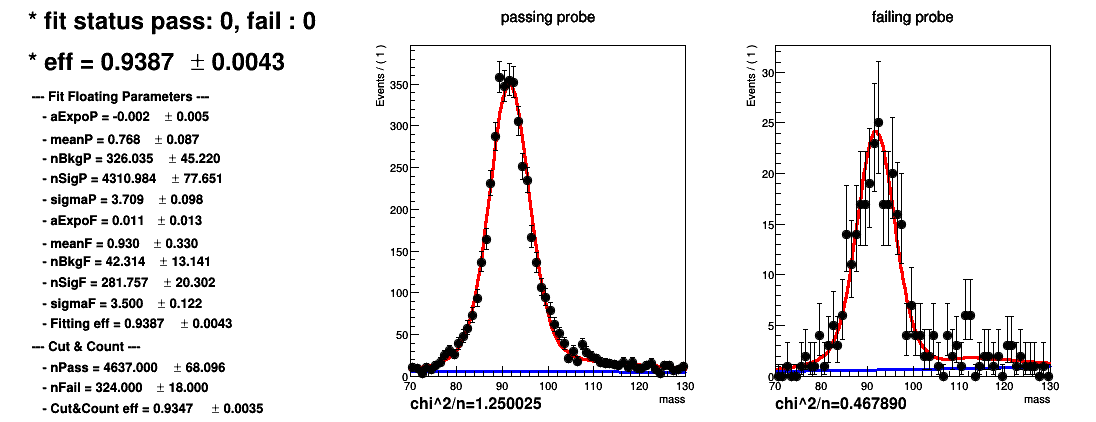 * fit status pass: 0, fail : 0
* eff = 0.9387 ± 0.0043
--- Fit Floating Parameters ---
- aExpoP = -0.002 ± 0.005
- meanP = 0.768 ± 0.087
- nBkgP = 326.035 ± 45.220
- nSigP = 4310.984 ± 77.651
- sigmaP = 3.709 ± 0.098
- aExpoF = 0.011 ± 0.013
- meanF = 0.930 ± 0.330
- nBkgF = 42.314 ± 13.141
- nSigF = 281.757 ± 20.302
- sigmaF = 3.500 ± 0.122
- Fitting eff = 0.9387 ± 0.0043
--- Cut & Count ---
- nPass = 4637.000 ± 68.096
- nFail = 324.000 ± 18.000
- Cut&Count eff = 0.9347 ± 0.0035
passing probe
Events / ( 1 )
350
300
250
200
150
100
50
0
70 80 90 100 110 120 130
mass
chi^2/n=1.250025
failing probe
Events / ( 1 )
30
25
20
15
10
5
0
70 80 90 100 110 120 130
mass
chi^2/n=0.467890